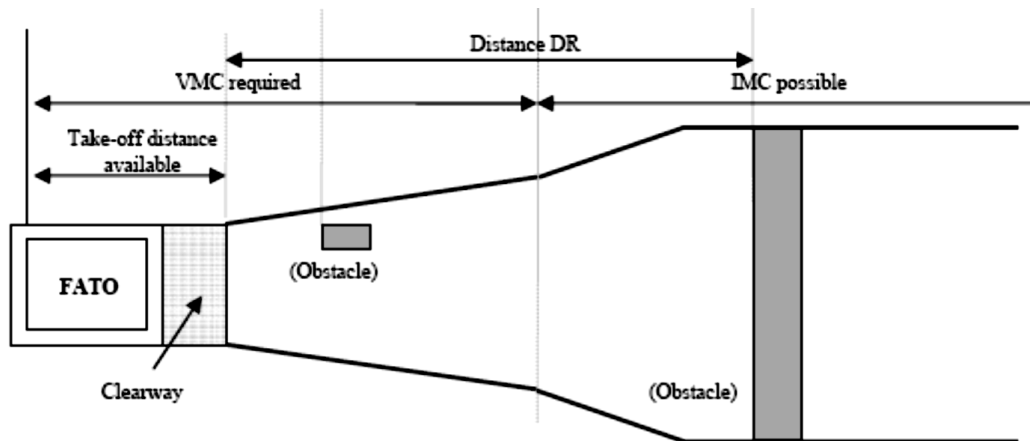 Distance DR
VMC required
IMC possible
Take-off distance
available
FATO
(Obstacle)
Clearway
(Obstacle)